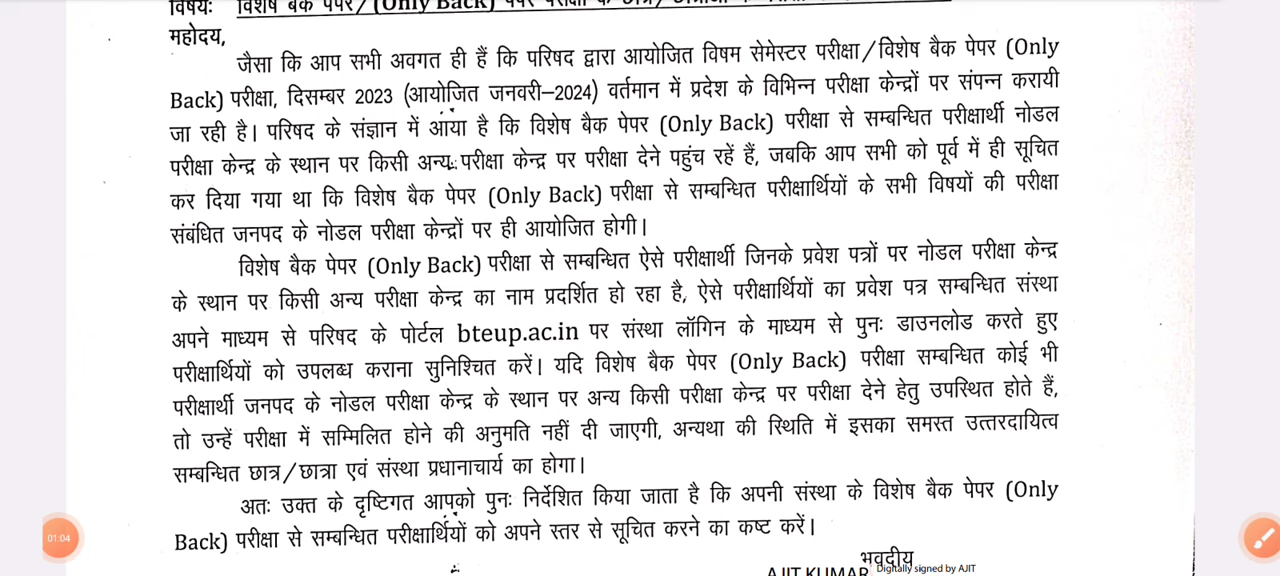 विषयः विशेष बैक पेपर/(Only Back)
महोदय,
जैसा कि आप सभी अवगत ही हैं कि परिषद द्वारा आयोजित विषम सेमेस्टर परीक्षा/विशेष बैक पेपर (Only
Back) परीक्षा, दिसम्बर 2023 (आयोजित जनवरी–2024) वर्तमान में प्रदेश के विभिन्न परीक्षा केन्द्रों पर संपन्न करायी
जा रही है। परिषद के संज्ञान में आया है कि विशेष बैक पेपर (Only Back) परीक्षा से सम्बन्धित परीक्षार्थी नोडल
परीक्षा केन्द्र के स्थान पर किसी अन्य परीक्षा केन्द्र पर परीक्षा देने पहुंच रहें हैं, जबकि आप सभी को पूर्व में ही सूचित
कर दिया गया था कि विशेष बैक पेपर (Only Back) परीक्षा से सम्बन्धित परीक्षार्थियों के सभी विषयों की परीक्षा
संबंधित जनपद के नोडल परीक्षा केन्द्रों पर ही आयोजित होगी।
विशेष बैक पेपर (Only Back) परीक्षा से सम्बन्धित ऐसे परीक्षार्थी जिनके प्रवेश पत्रों पर नोडल परीक्षा केन्द्र
के स्थान पर किसी अन्य परीक्षा केन्द्र का नाम प्रदर्शित हो रहा है, ऐसे परीक्षार्थियों का प्रवेश पत्र सम्बन्धित संस्था
अपने माध्यम से परिषद के पोर्टल bteup.ac.in पर संस्था लॉगिन के माध्यम से पुनः डाउनलोड करते हुए
परीक्षार्थियों को उपलब्ध कराना सुनिश्चित करें। यदि विशेष बैक पेपर (Only Back) परीक्षा सम्बन्धित कोई भी
परीक्षार्थी जनपद के नोडल परीक्षा केन्द्र के स्थान पर अन्य किसी परीक्षा केन्द्र पर परीक्षा देने हेतु उपस्थित होते हैं,
तो उन्हें परीक्षा में सम्मिलित होने की अनुमति नहीं दी जाएगी, अन्यथा की स्थिति में इसका समस्त उत्तरदायित्व
सम्बन्धित छात्र/छात्रा एवं संस्था प्रधानाचार्य का होगा।
अतः उक्त के दृष्टिगत आपको पुनः निर्देशित किया जाता है कि अपनी संस्था के विशेष बैक पेपर (Only
Back) परीक्षा से सम्बन्धित परीक्षार्थियों को अपने स्तर से सूचित करने का कष्ट करें।
01:04
भवदीय
AJIT KUMAR Digitally signed by AJIT